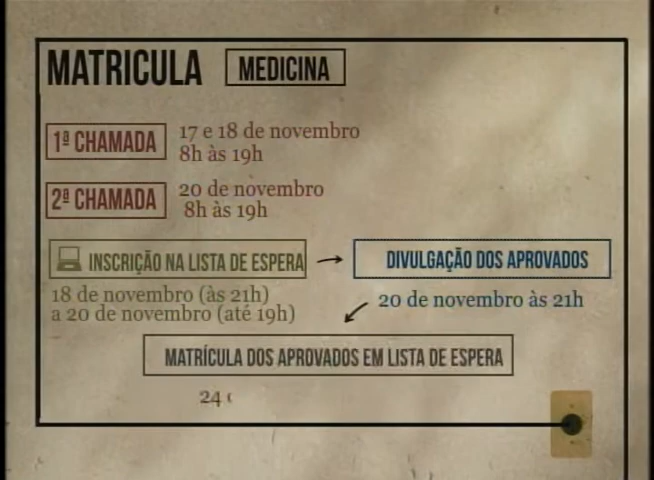 MATRICULA MEDICINA
1ª CHAMADA 17 e 18 de novembro
8h às 19h
2ª CHAMADA 20 de novembro
8h às 19h
INSCRIÇÃO NA LISTA DE ESPERA
18 de novembro (às 21h)
a 20 de novembro (até 19h)
DIVULGAÇÃO DOS APROVADOS
20 de novembro às 21h
MATRÍCULA DOS APROVADOS EM LISTA DE ESPERA
24